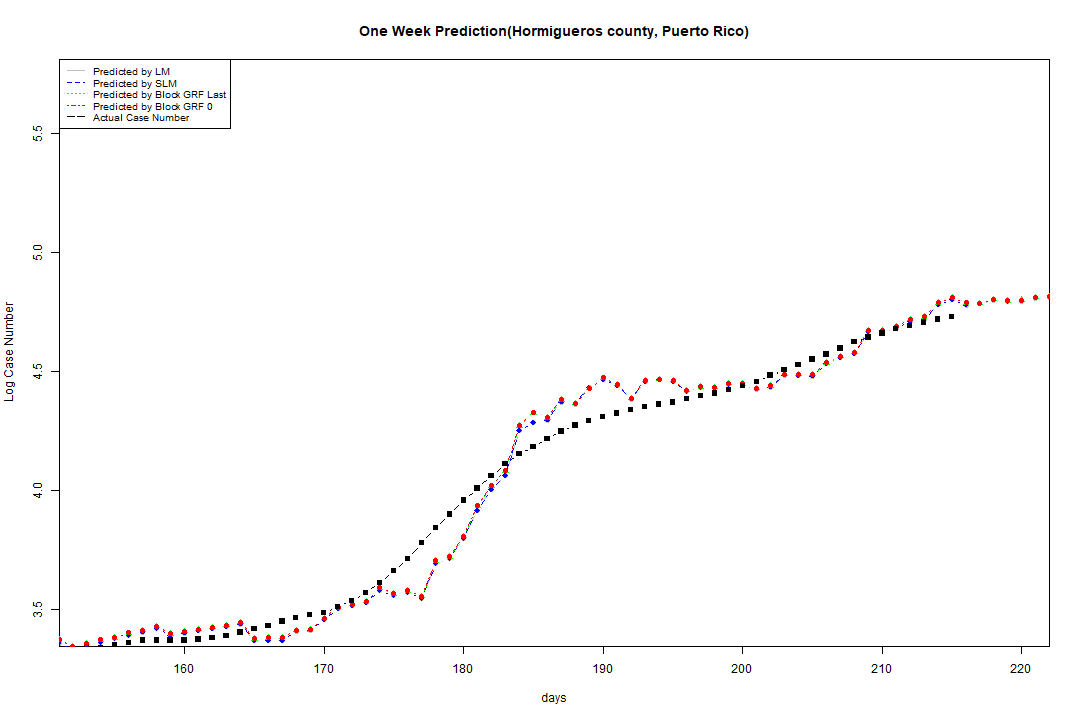 One Week Prediction(Hormigueros county, Puerto Rico)
Predicted by LM
Predicted by SLM
Predicted by Block GRF Last
Predicted by Block GRF 0
Actual Case Number
5.5
5.0
4.5
4.0
3.5
Log Case Number
160 170 180 190 200 210 220
days